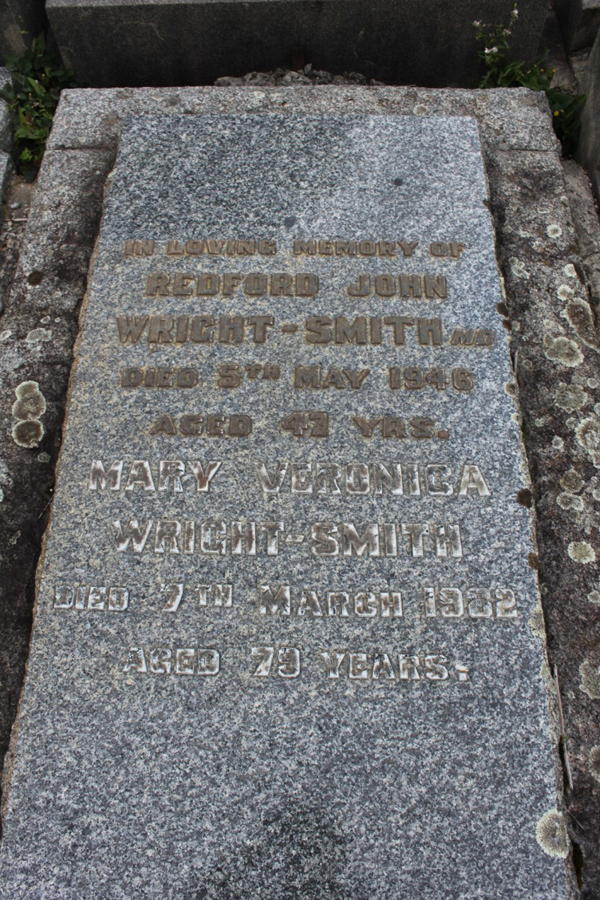 IN LOVING MEMORY OF
REDFORD JOHN
WRIGHT-SMITH MD
DIED 5TH MAY 1946
AGED 47 YRS.
MARY VERONICA
WRIGHT-SMITH
DIED 7TH MARCH 1982
AGED 79 YEARS.